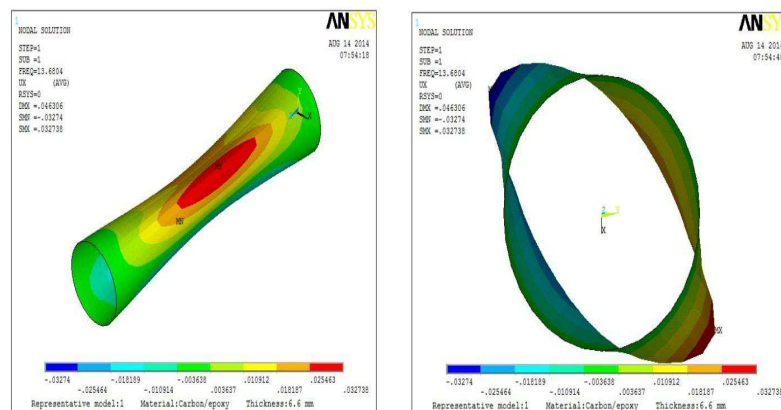 1
ANSYS
NODAL SOLUTION
AUG 14 2014
07:54:18
STEP=1
SUB =1
FREQ=13.6804
UX (AVG)
RSYS=0
DMX =.046306
SMN =-.03274
SMX =.032738
Y
X
MX
MN
-.03274 -.018189 -.003638 .010912 .025463
-.025464 -.010914 .003637 .018187 .032738
Representative model:1 Material:Carbon/epoxy Thickness:6.6 mm
1
ANSYS
NODAL SOLUTION
AUG 14 2014
STEP=1
SUB =1
FREQ=13.6804
UX (AVG)
RSYS=0
DMX =.046306
SMN =-.03274
SMX =.032738
Z
X
MX
-.03274 -.018189 -.003638 .010912 .025463
-.025464 -.010914 .003637 .018187 .032738
Representative model:1 Material:Carbon/epoxy Thickness:6.6 mm